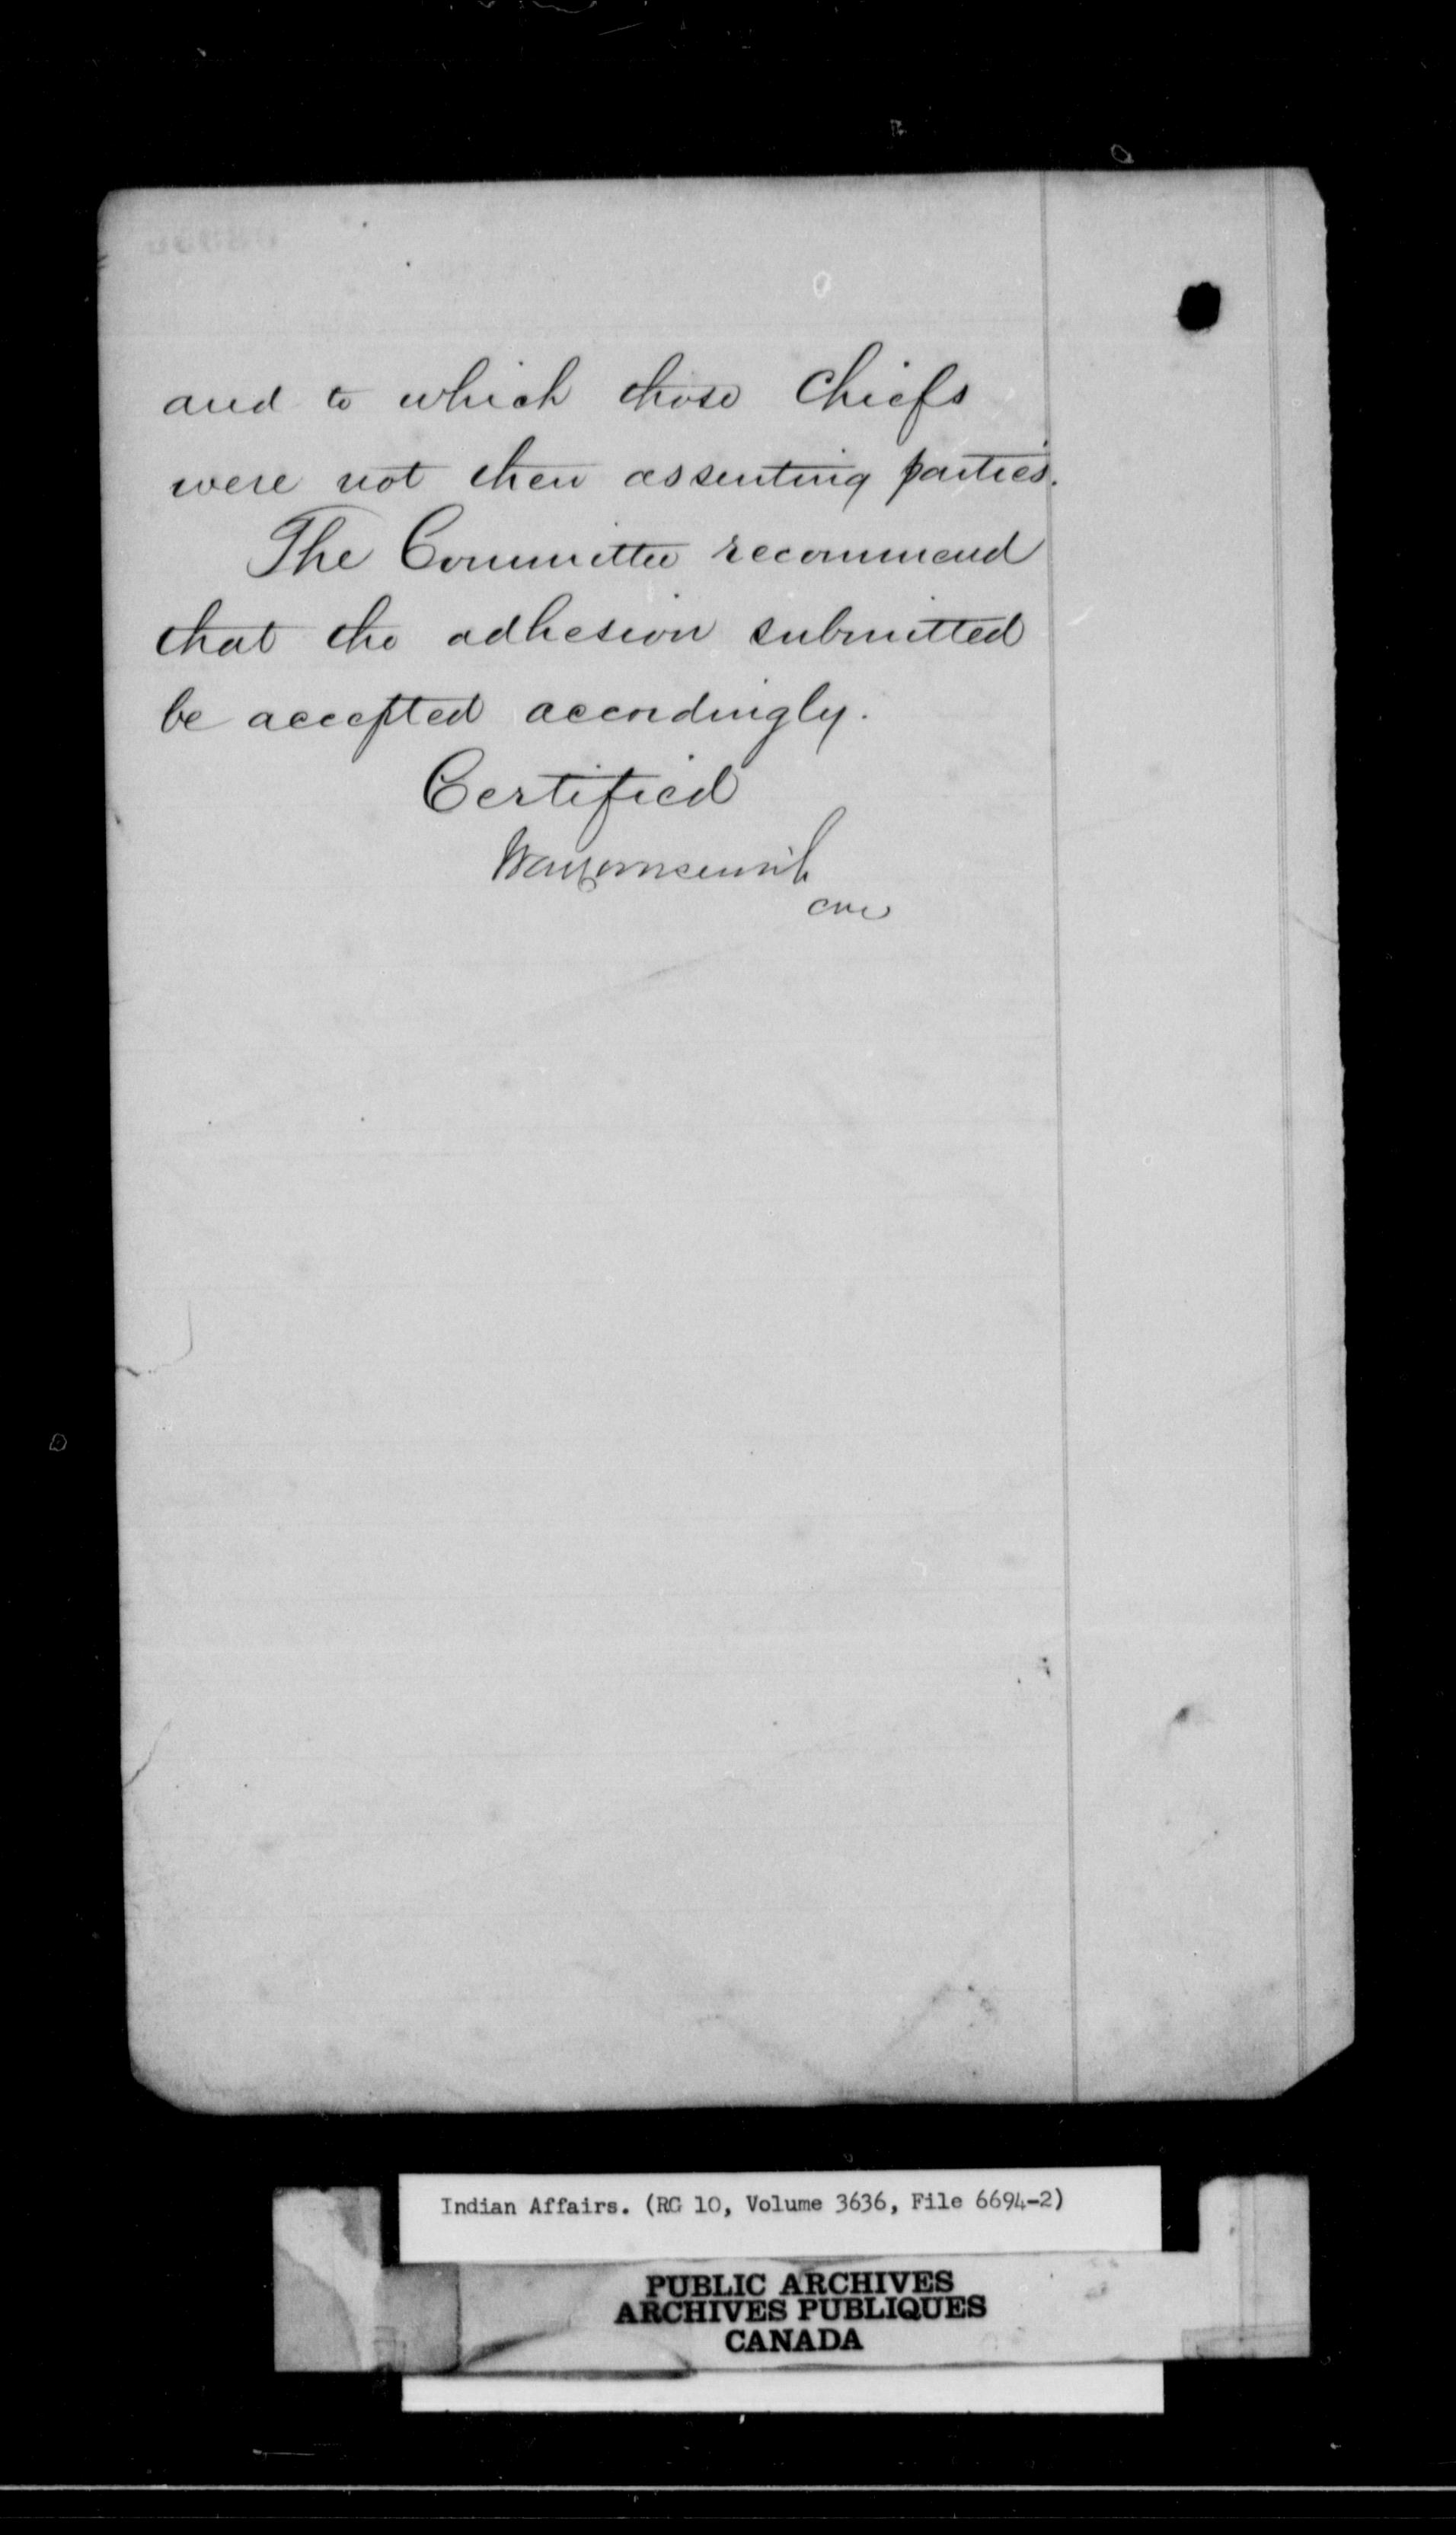 and to which those Chiefs
were not then assenting parties.
The Committee recommend
that the adhesion submitted
be accepted accordingly.
Certified
Indian Affairs. (RG 10, Volume 3636, File 6694-2)
PUBLIC ARCHIVES
ARCHIVES PUBLIQUES
CANADA